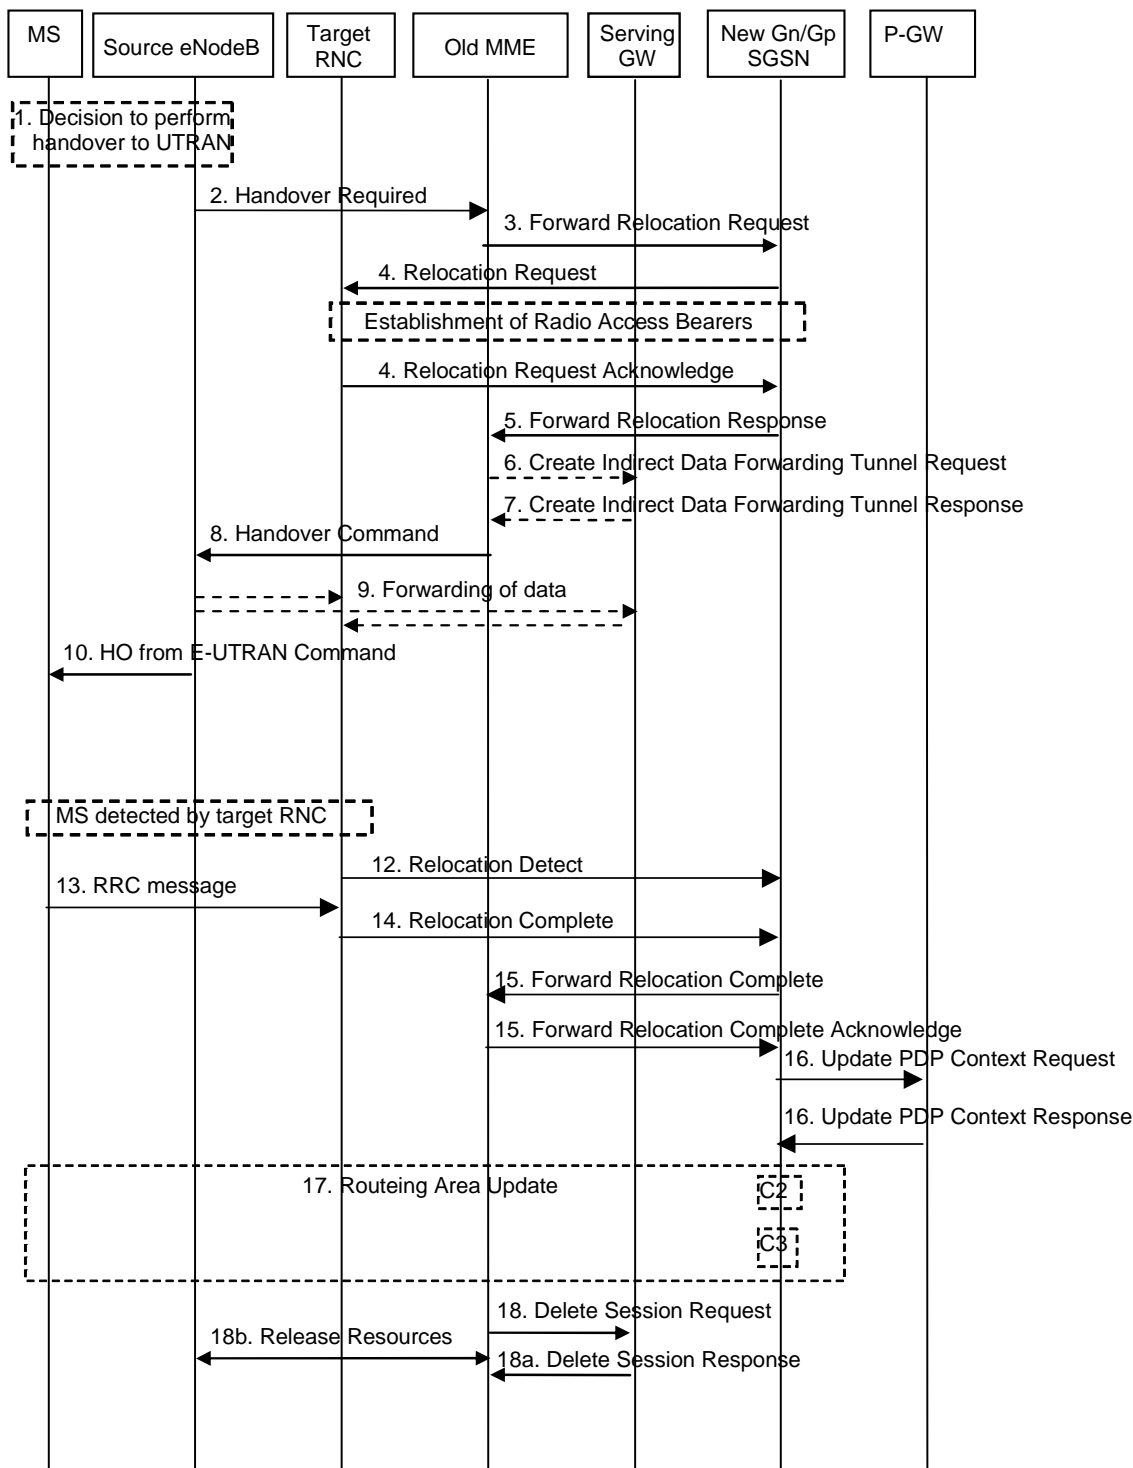 MS
Source eNodeB
Target
RNC
Old MME
Serving
GW
New Gn/Gp
SGSN
P-GW
1. Decision to perform
handover to UTRAN
2. Handover Required
3. Forward Relocation Request
4. Relocation Request
Establishment of Radio Access Bearers
4. Relocation Request Acknowledge
5. Forward Relocation Response
6. Create Indirect Data Forwarding Tunnel Request
7. Create Indirect Data Forwarding Tunnel Response
8. Handover Command
9. Forwarding of data
10. HO from E-UTRAN Command
MS detected by target RNC
12. Relocation Detect
13. RRC message
14. Relocation Complete
15. Forward Relocation Complete
15. Forward Relocation Complete Acknowledge
16. Update PDP Context Request
16. Update PDP Context Response
17. Routeing Area Update
C2
C3
18. Delete Session Request
18b. Release Resources
18a. Delete Session Response